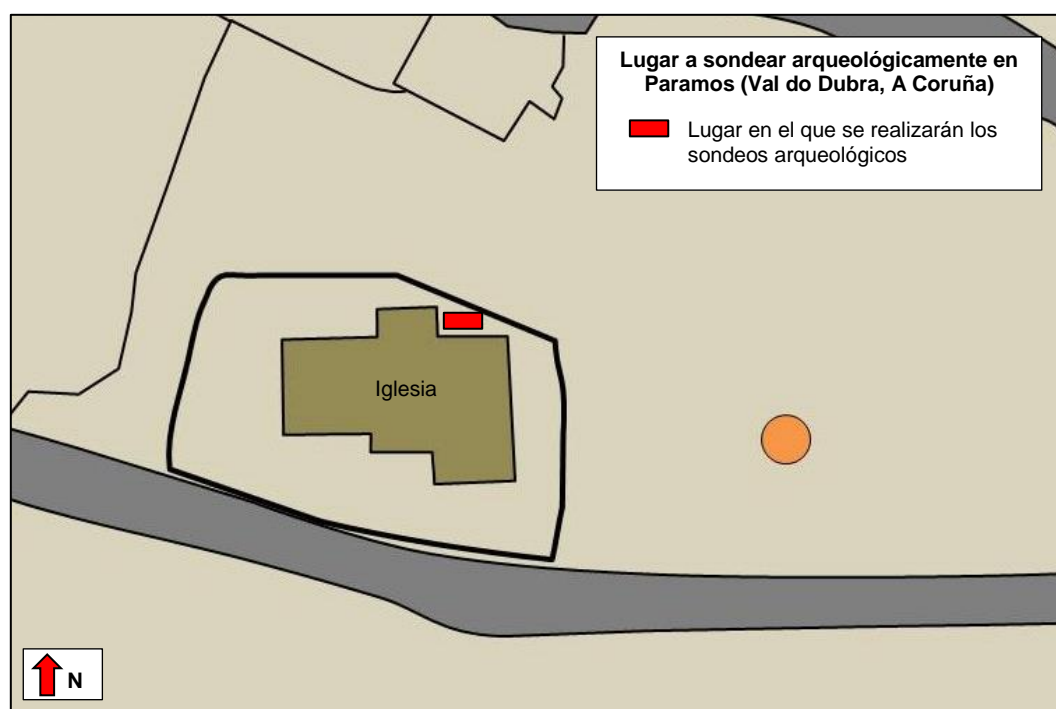 Lugar a sondear arqueológicamente en
Paramos (Val do Dubra, A Coruña)
Lugar en el que se realizarán los
sondeos arqueológicos
Iglesia
N